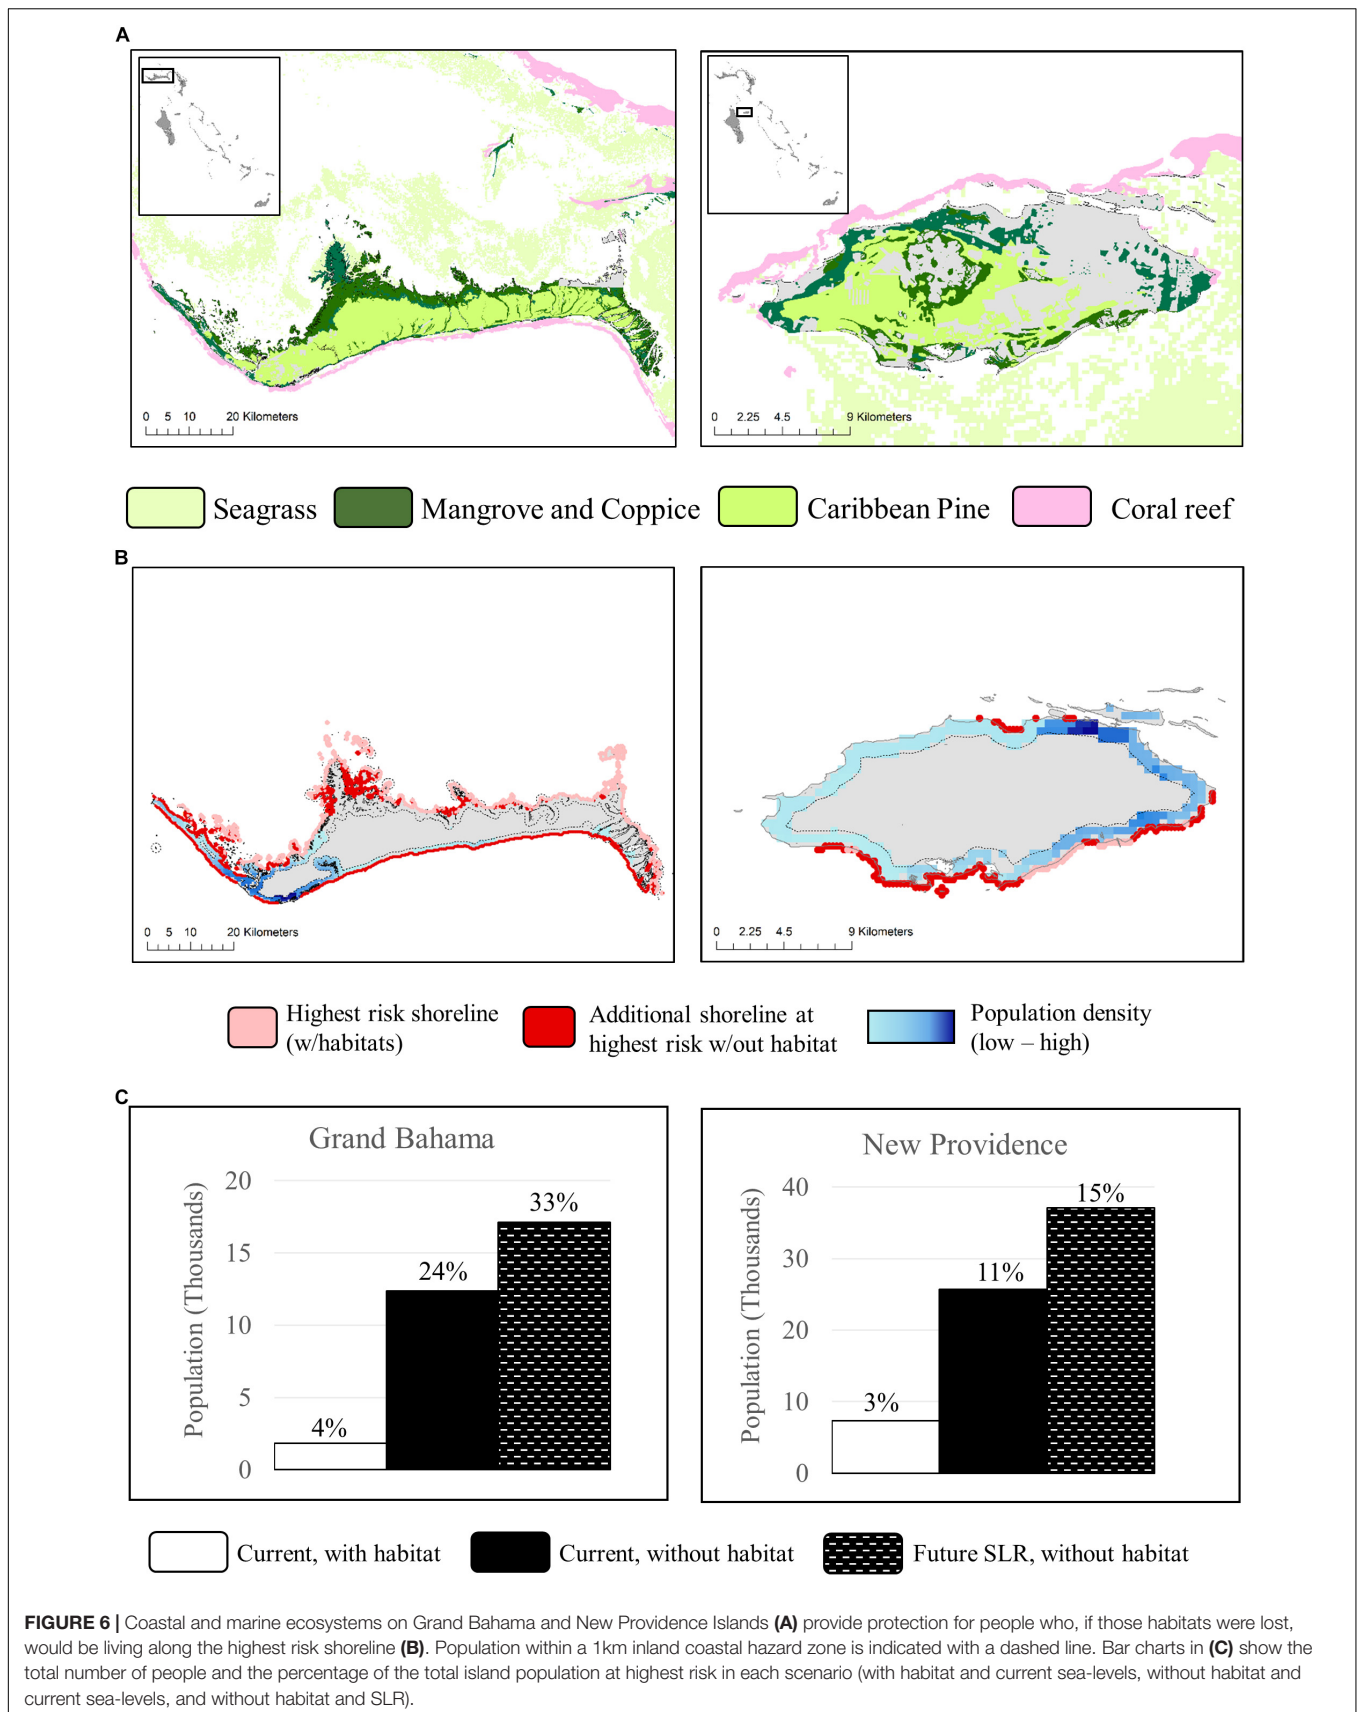 A
0 5 10 20 Kilometers
0 2.25 4.5 9 Kilometers
Seagrass
Mangrove and Coppice
Caribbean Pine
Coral reef
B
0 5 10 20 Kilometers
0 2.25 4.5 9 Kilometers
Highest risk shoreline
(w/habitats)
Additional shoreline at
highest risk w/out habitat
Population density
(low – high)
C
Grand Bahama
Population (Thousands)
20
15
10
5
0
4%
24%
33%
New Providence
Population (Thousands)
40
30
20
10
0
3%
11%
15%
Current, with habitat
Current, without habitat
Future SLR, without habitat
FIGURE 6 | Coastal and marine ecosystems on Grand Bahama and New Providence Islands (A) provide protection for people who, if those habitats were lost,
would be living along the highest risk shoreline (B). Population within a 1km inland coastal hazard zone is indicated with a dashed line. Bar charts in (C) show the
total number of people and the percentage of the total island population at highest risk in each scenario (with habitat and current sea-levels, without habitat and
current sea-levels, and without habitat and SLR).